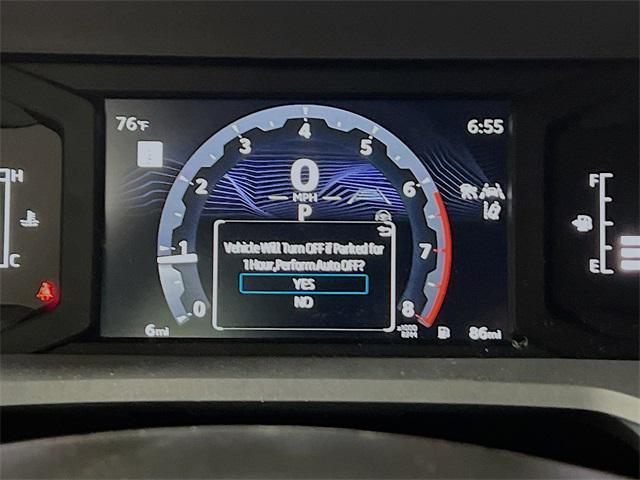 76°F
6:55
3 4 5
2 6
1 7
0 8
0
MPH
P
H
C
F
E
Vehicle Will Turn OFF if Parked for
1 Hour,Perform Auto OFF?
YES
NO
x1000
RPM
6mi
86mi